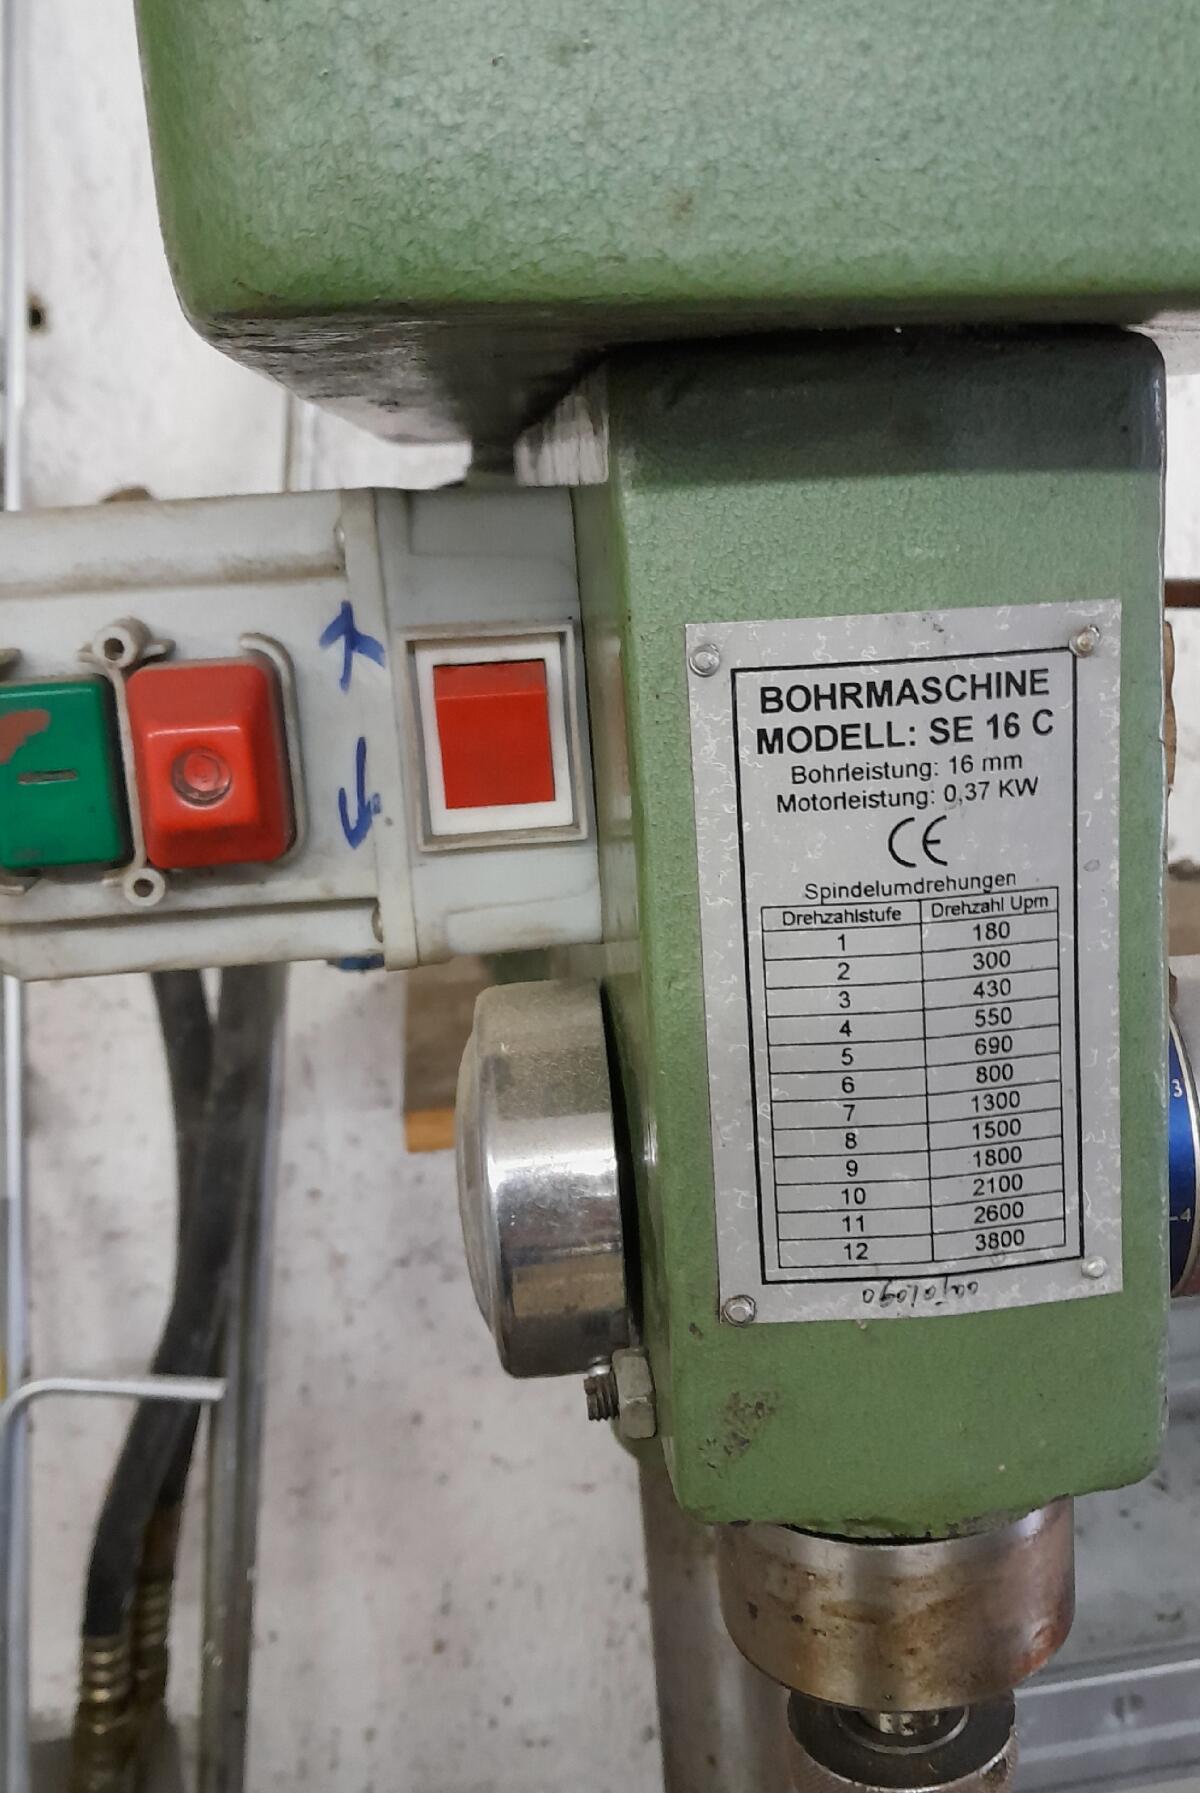 BOHRMASCHINE
MODELL: SE 16 C
Bohrleistung: 16 mm
Motorleistung: 0,37 KW
CE
Spindelumdrehungen
Drehzahlstufe Drehzahl Upm
1 180
2 300
3 430
4 550
5 690
6 800
7 1300
8 1500
9 1800
10 2100
11 2600
12 3800
3
4